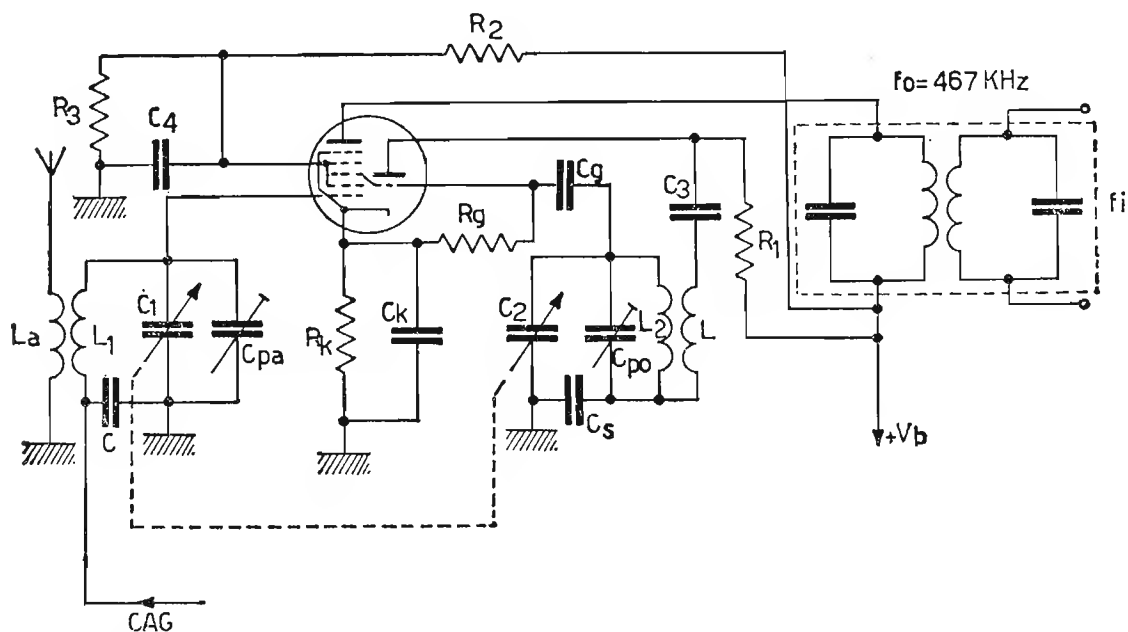 R2
fo = 467 KHz
R3
C4
Cg
C3
Rg
R1
fi
C1
La
L1
Cpa
Rk
Ck
C2
L2
L
Cpo
C
Cs
+Vb
CAG